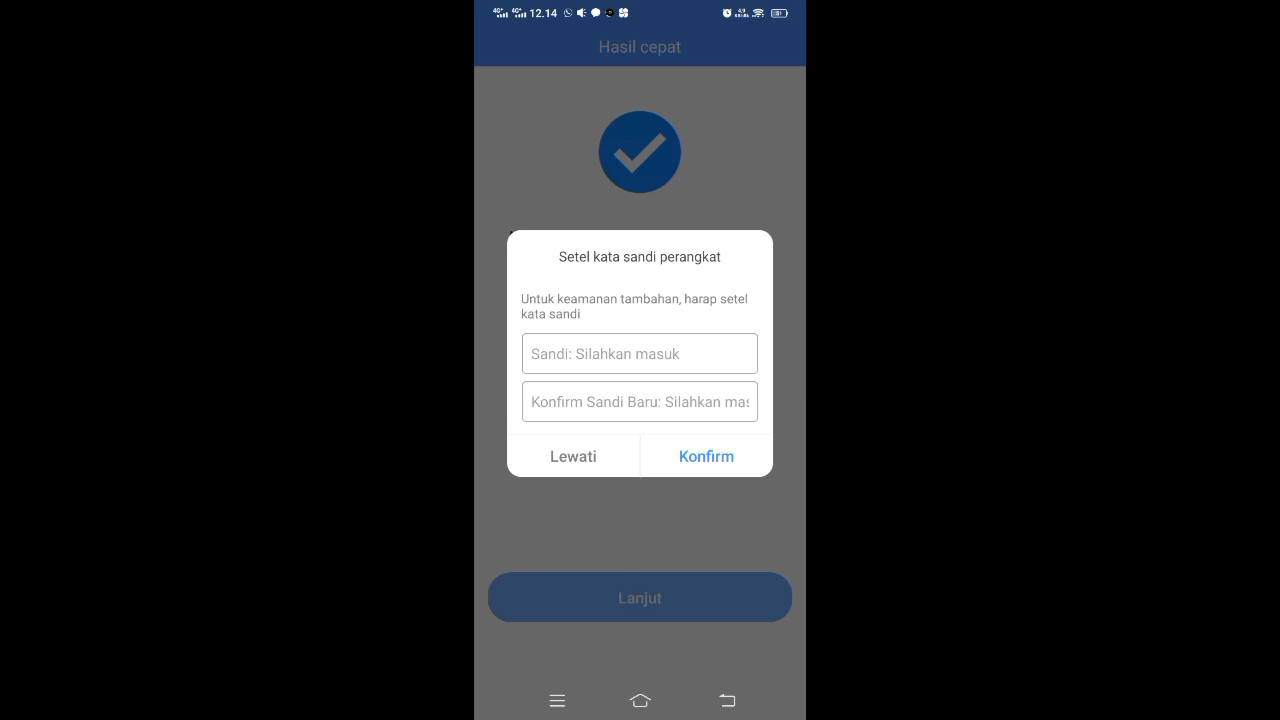 12.14
Hasil cepat
Setel kata sandi perangkat
Untuk keamanan tambahan, harap setel
kata sandi
Sandi: Silahkan masuk
Konfirm Sandi Baru: Silahkan mas
Lewati
Konfirm
Lanjut